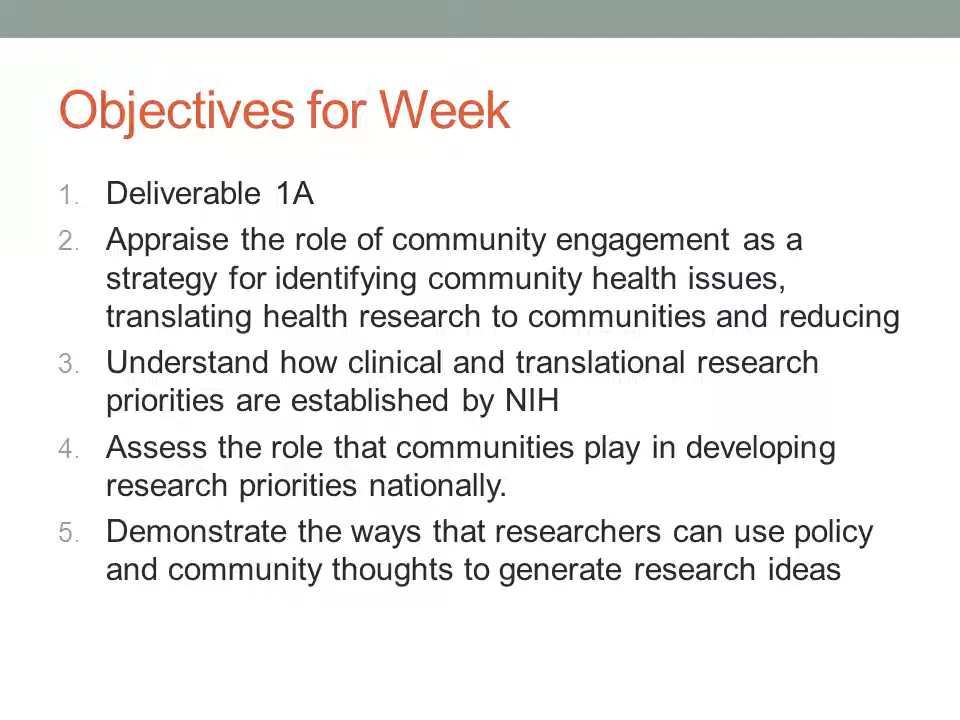 Objectives for Week
1. Deliverable 1A
2. Appraise the role of community engagement as a
strategy for identifying community health issues,
translating health research to communities and reducing
3. Understand how clinical and translational research
priorities are established by NIH
4. Assess the role that communities play in developing
research priorities nationally.
5. Demonstrate the ways that researchers can use policy
and community thoughts to generate research ideas